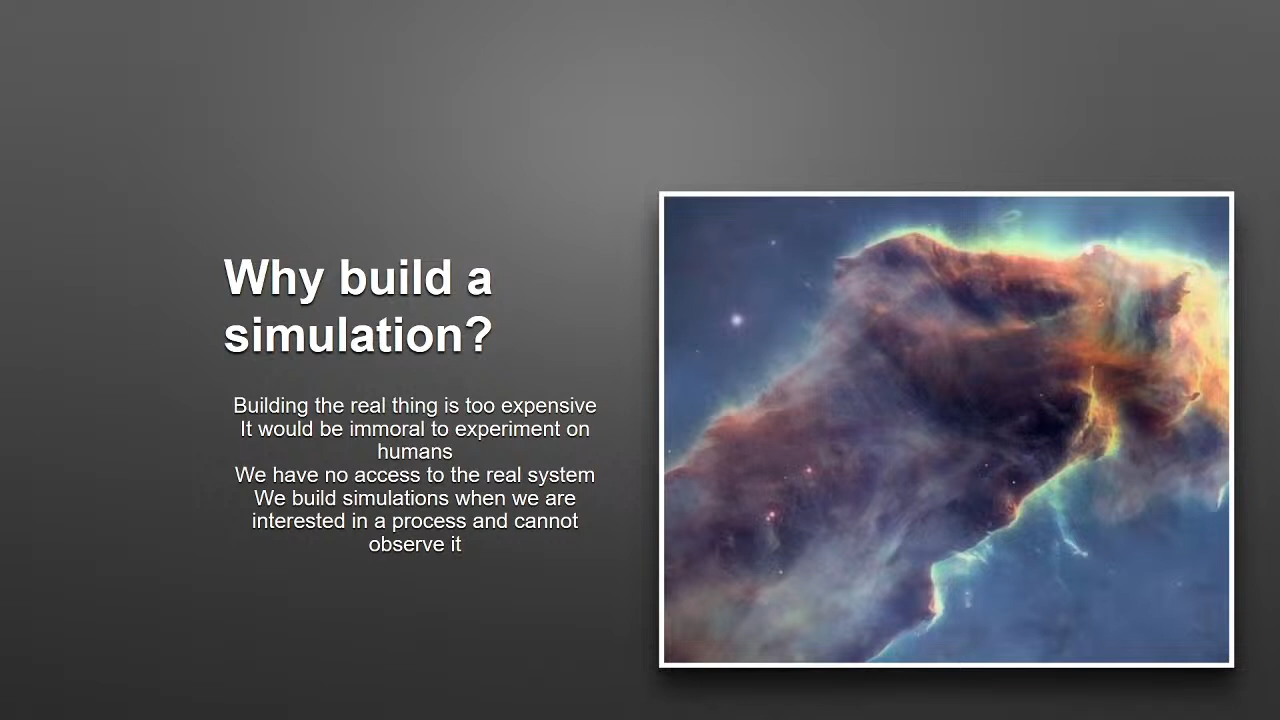 Why build a
simulation?
Building the real thing is too expensive
It would be immoral to experiment on
humans
We have no access to the real system
We build simulations when we are
interested in a process and cannot
observe it